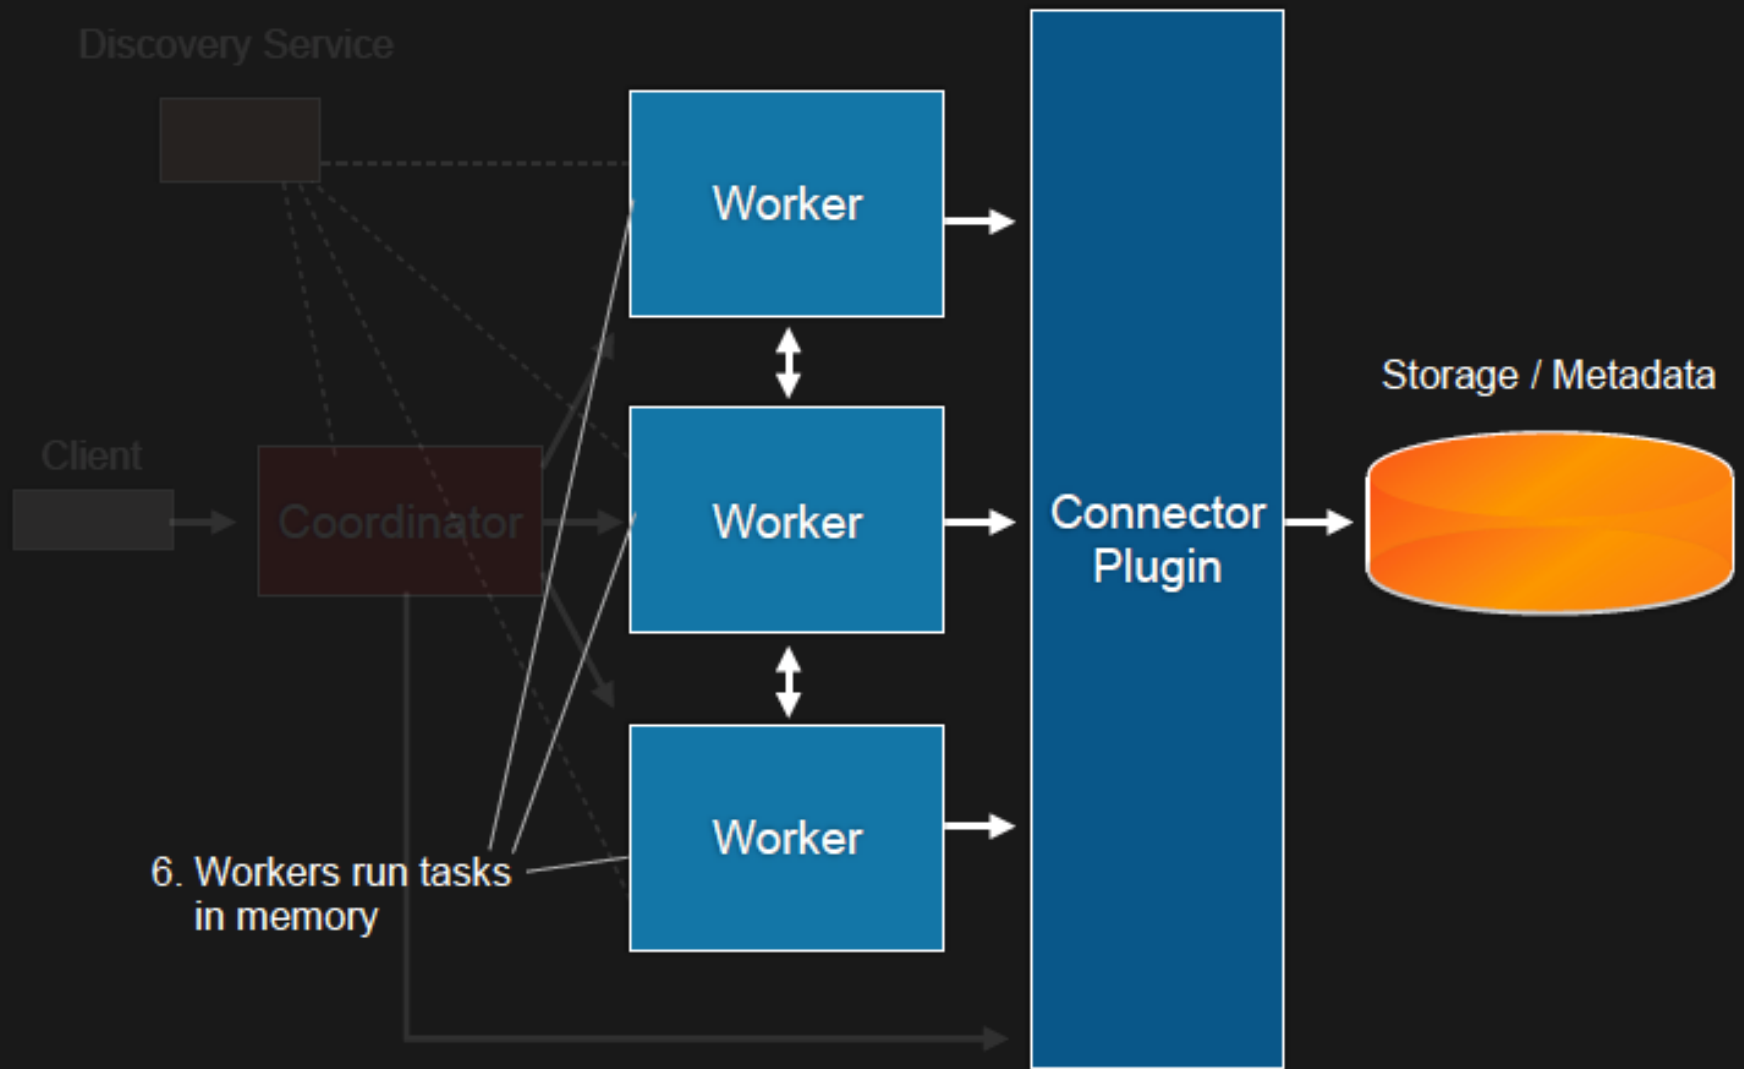 Discovery Service
Worker
Storage / Metadata
Client
Coordinator
Worker
Connector
Plugin
Worker
6. Workers run tasks
in memory